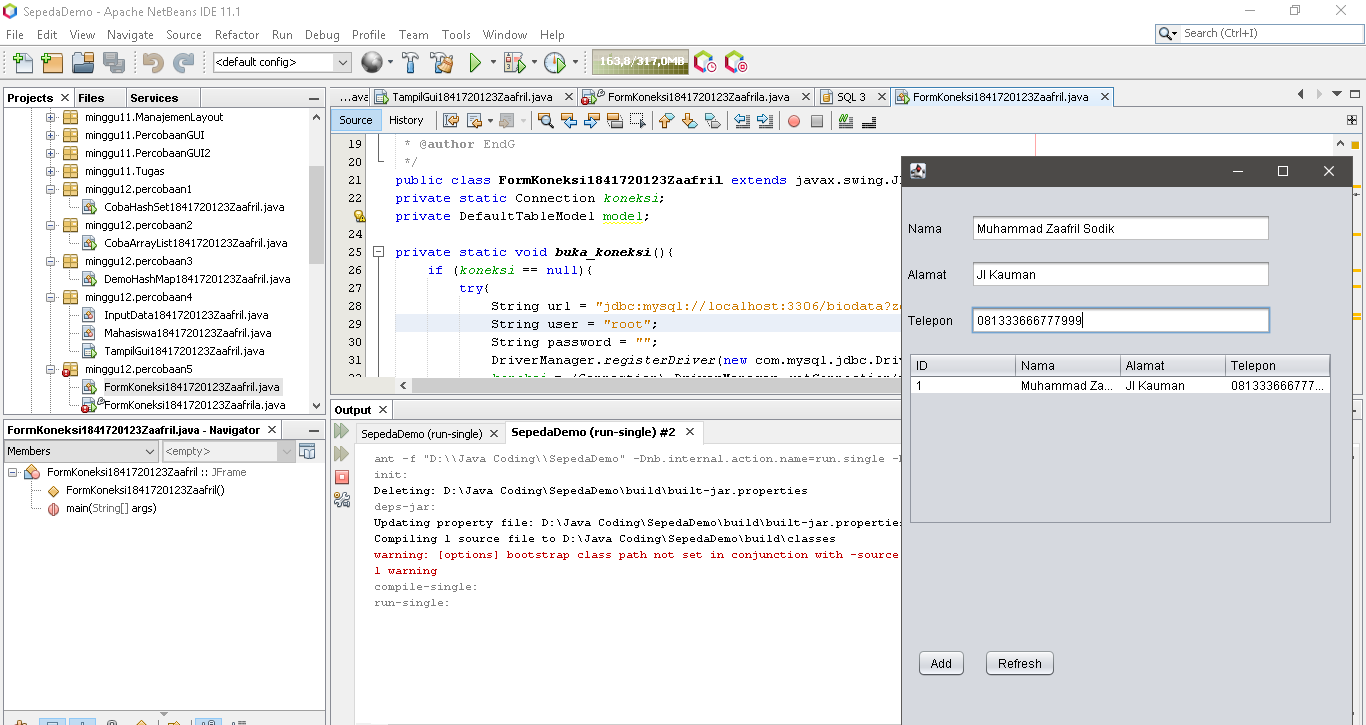 SepedaDemo - Apache NetBeans IDE 11.1
File Edit View Navigate Source Refactor Run Debug Profile Team Tools Window Help
Search (Ctrl+I)
<default config>
163,8/317,0MB
Projects Files Services
minggu11.ManajemenLayout
minggu11.PercobaanGUI
minggu11.PercobaanGUI2
minggu11.Tugas
minggu12.percobaan1
CobaHashSet1841720123Zaafril.java
minggu12.percobaan2
CobaArrayList1841720123Zaafril.java
minggu12.percobaan3
DemoHashMap1841720123Zaafril.java
minggu12.percobaan4
InputData1841720123Zaafril.java
Mahasiswa1841720123Zaafril.java
TampilGui1841720123Zaafril.java
minggu12.percobaan5
FormKoneksi1841720123Zaafril.java
FormKoneksi1841720123Zaafrila.java
FormKoneksi1841720123Zaafril.java - Navigator
Members
<empty>
FormKoneksi1841720123Zaafril :: JFrame
FormKoneksi1841720123Zaafril()
main(String[] args)
...ava TampilGui1841720123Zaafril.java FormKoneksi1841720123Zaafrila.java SQL 3 FormKoneksi1841720123Zaafril.java
Source History
19 * @author EndG
20 */
21 public class FormKoneksi1841720123Zaafril extends javax.swing.J
22 private static Connection koneksi;
private DefaultTableModel model;
24
25 private static void buka_koneksi(){
26 if (koneksi == null){
27 try{
28 String url = "jdbc:mysql://localhost:3306/biodata?z
29 String user = "root";
30 String password = "";
31 DriverManager.registerDriver(new com.mysql.jdbc.Driv
Output
SepedaDemo (run-single) SepedaDemo (run-single) #2
ant -f "D:\\Java Coding\\SepedaDemo" -Dnb.internal.action.name=run.single -
init:
Deleting: D:\Java Coding\SepedaDemo\build\built-jar.properties
deps-jar:
Updating property file: D:\Java Coding\SepedaDemo\build\built-jar.properties
Compiling 1 source file to D:\Java Coding\SepedaDemo\build\classes
warning: [options] bootstrap class path not set in conjunction with -source
1 warning
compile-single:
run-single:
Nama Muhammad Zaafril Sodik
Alamat Jl Kauman
Telepon 081333666777999
ID Nama Alamat Telepon
1 Muhammad Za... Jl Kauman 081333666777...
Add Refresh